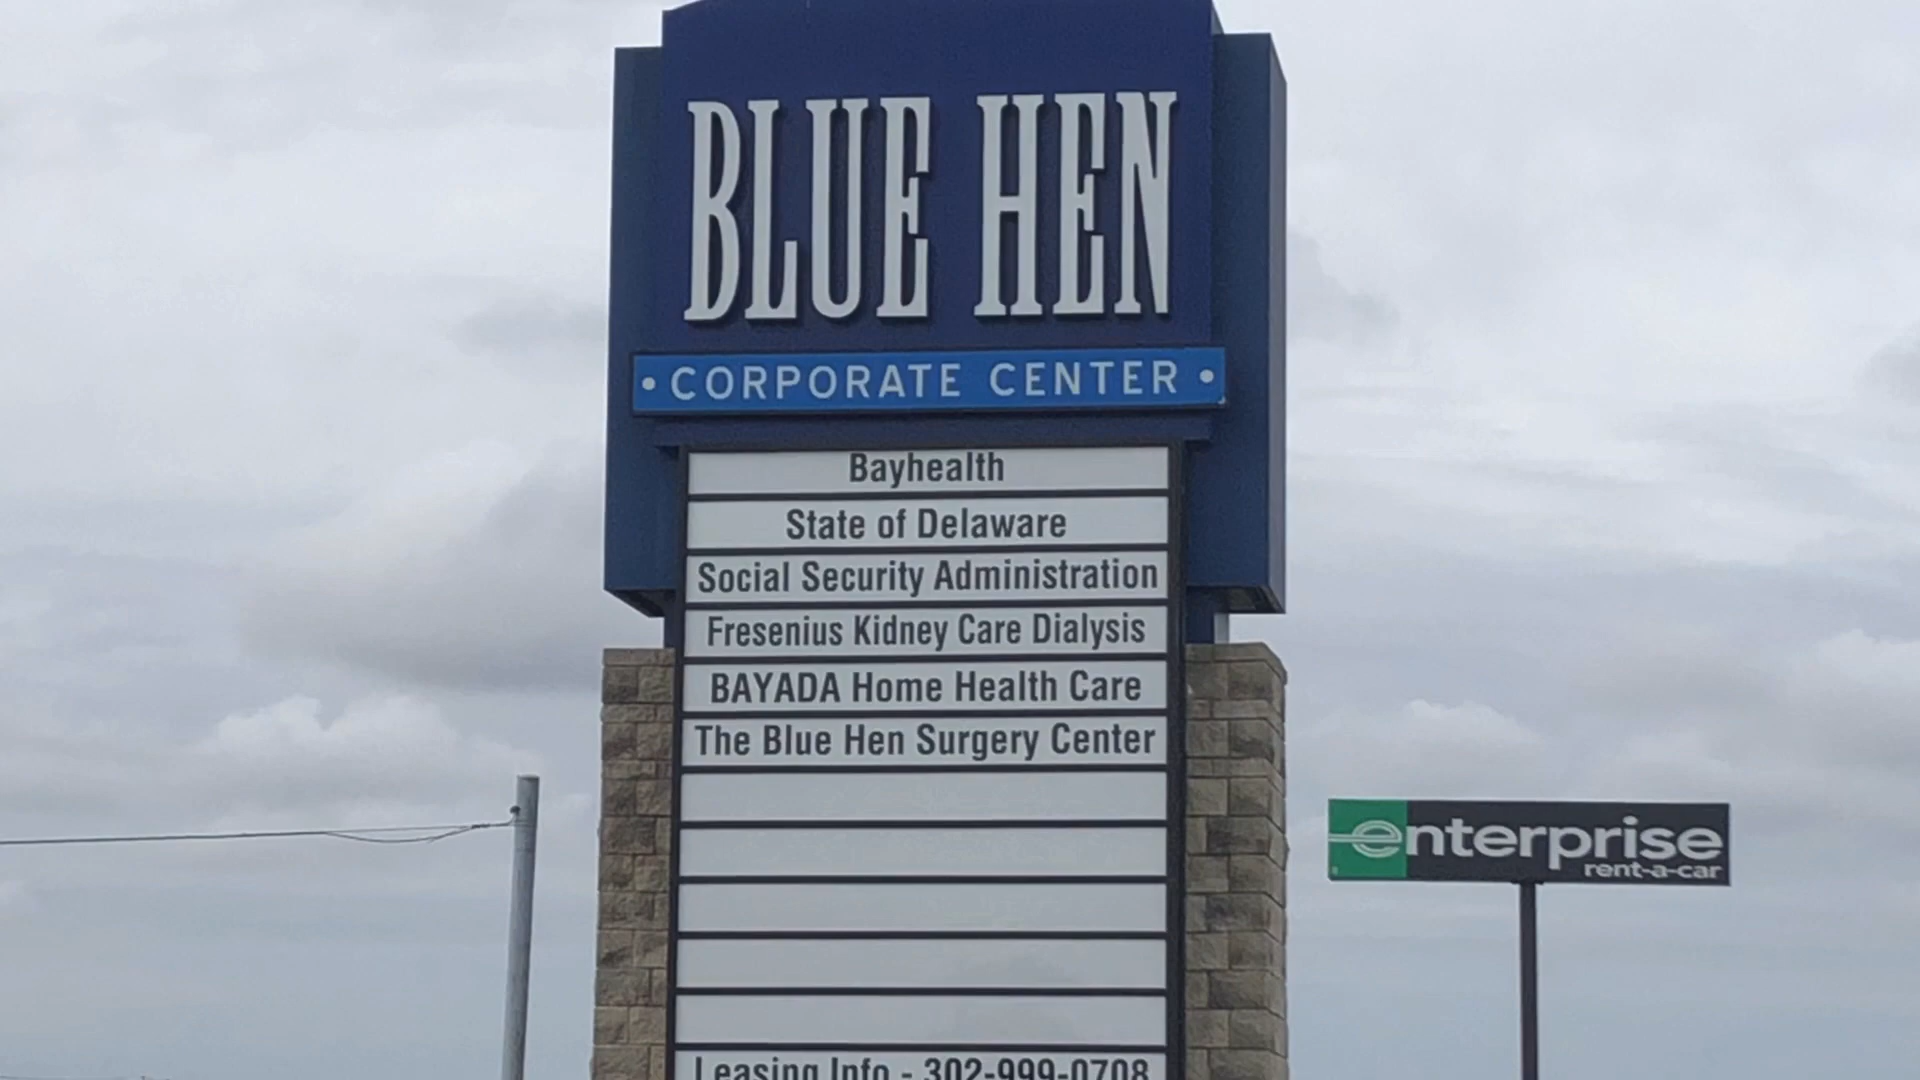 BLUE HEN
• CORPORATE CENTER •
Bayhealth
State of Delaware
Social Security Administration
Fresenius Kidney Care Dialysis
BAYADA Home Health Care
The Blue Hen Surgery Center
Leasing Info - 302-999-0708
enterprise
rent-a-car